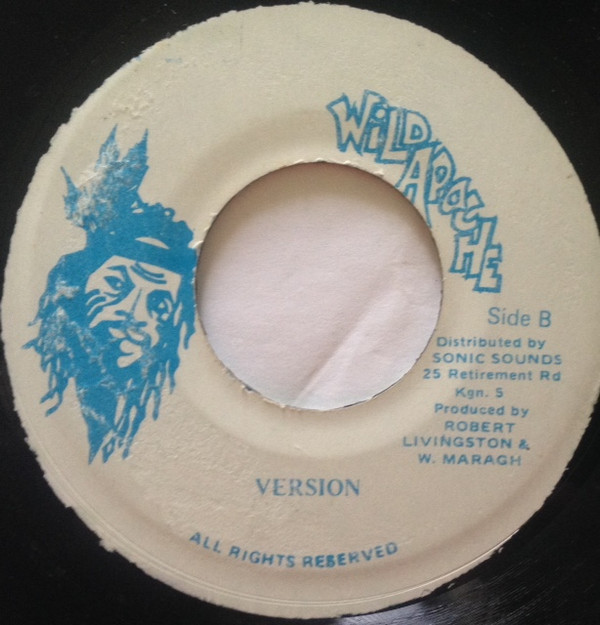 WILD
APACHE
Side B
Distributed by
SONIC SOUNDS
25 Retirement Rd
Kgn. 5
Produced by
ROBERT
LIVINGSTON &
W. MARAGH
VERSION
ALL RIGHTS RESERVED